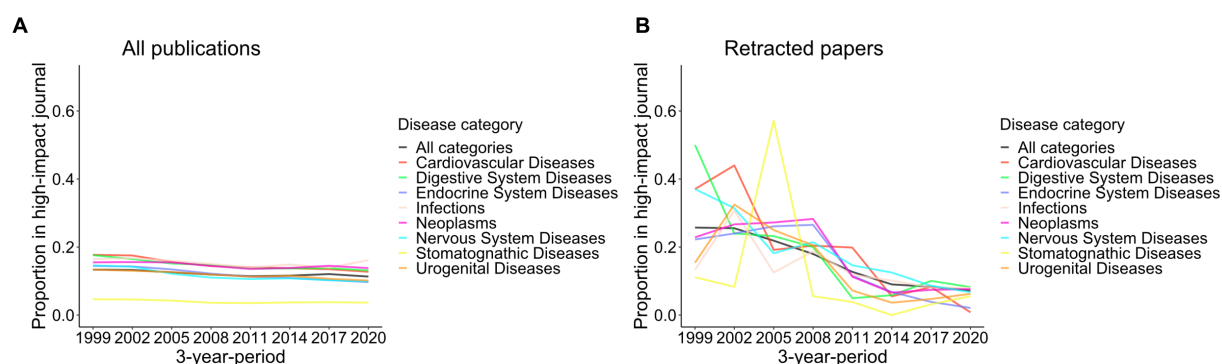 A
All publications
Proportion in high-impact journal
0.6
0.4
0.2
0.0
1999 2002 2005 2008 2011 2014 2017 2020
3-year-period
Disease category
All categories
Cardiovascular Diseases
Digestive System Diseases
Endocrine System Diseases
Infections
Neoplasms
Nervous System Diseases
Stomatognathic Diseases
Urogenital Diseases
B
Retracted papers
Proportion in high-impact journal
0.6
0.4
0.2
0.0
1999 2002 2005 2008 2011 2014 2017 2020
3-year-period
Disease category
All categories
Cardiovascular Diseases
Digestive System Diseases
Endocrine System Diseases
Infections
Neoplasms
Nervous System Diseases
Stomatognathic Diseases
Urogenital Diseases